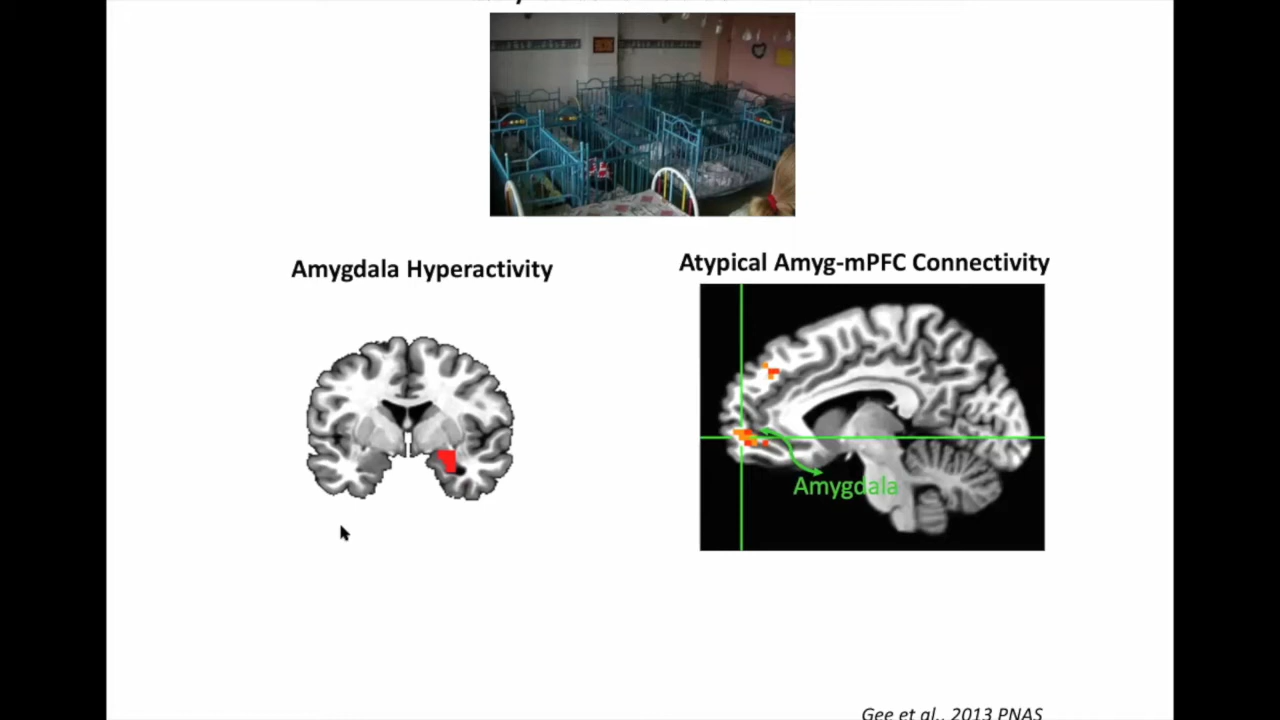 Amygdala Hyperactivity
Atypical Amyg-mPFC Connectivity
Amygdala
Gee et al., 2013 PNAS